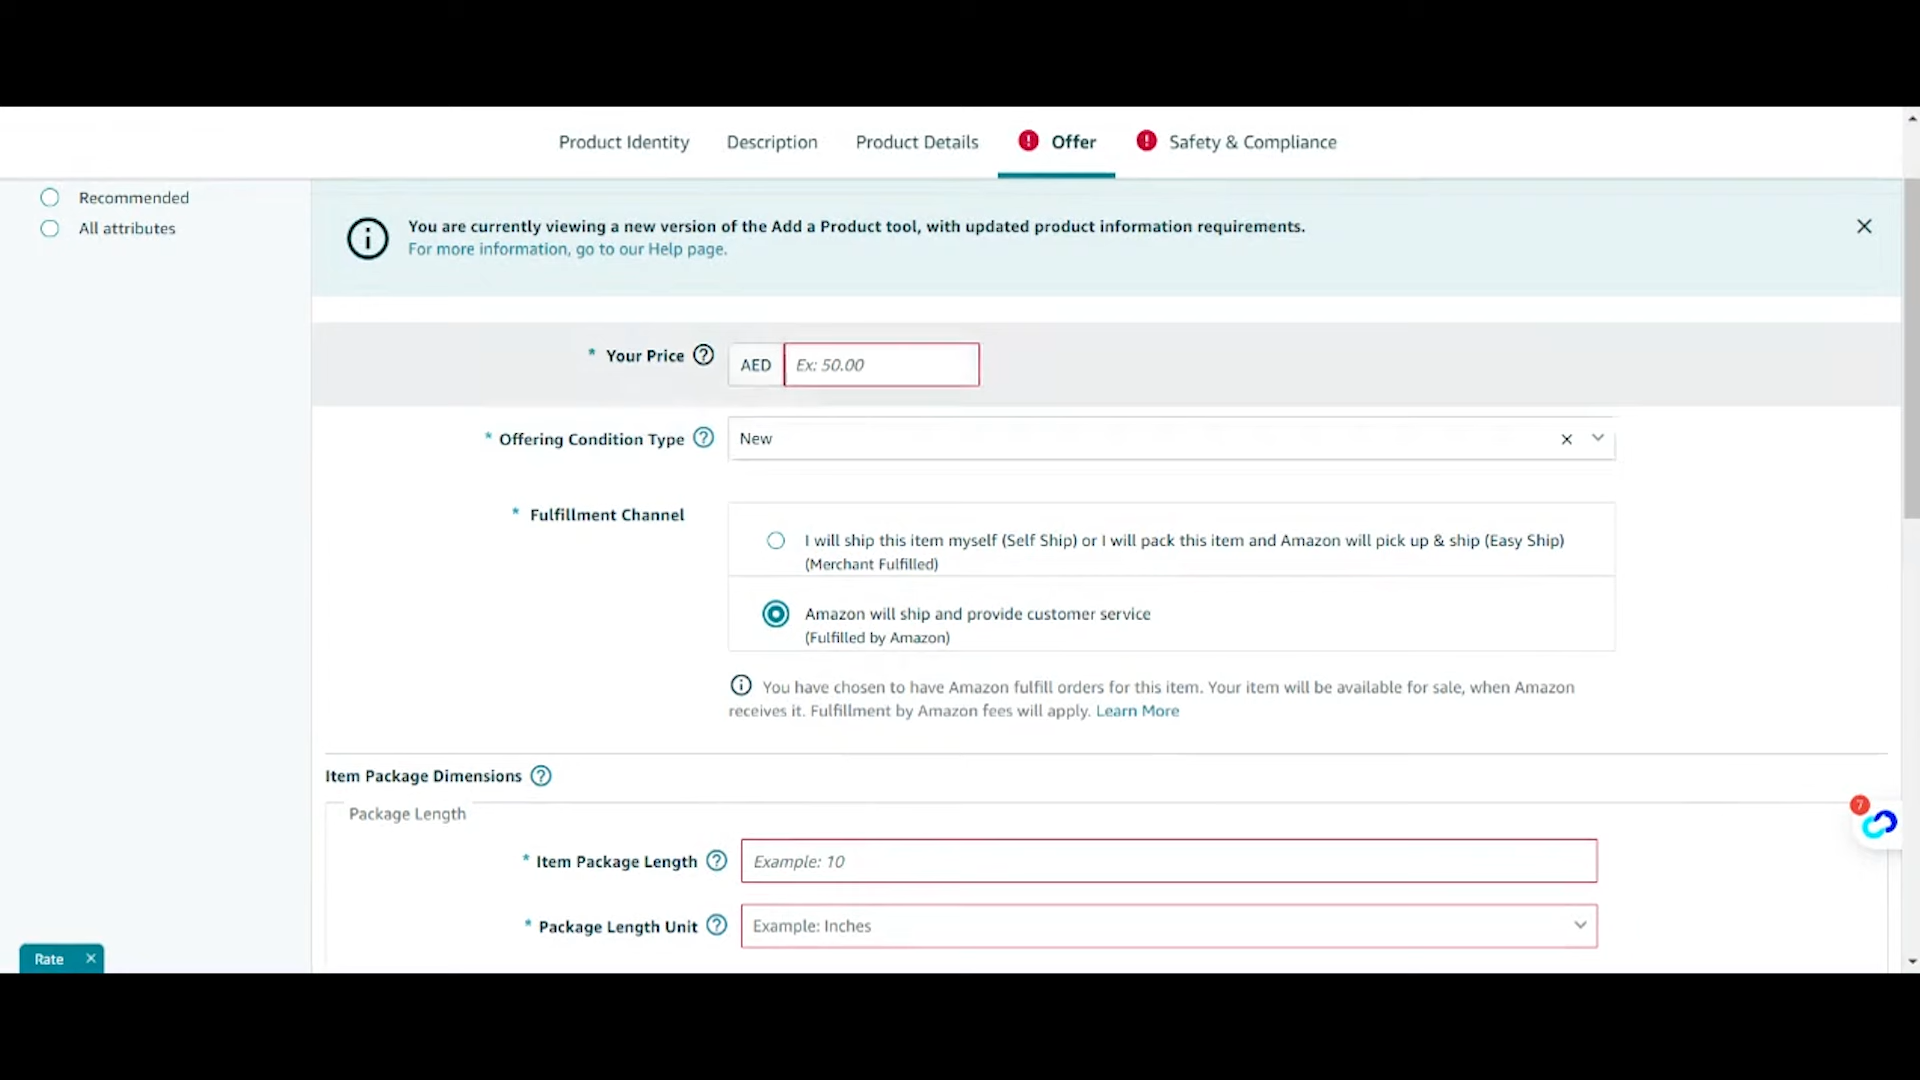 Product Identity Description Product Details ! Offer ! Safety & Compliance
Recommended
All attributes
You are currently viewing a new version of the Add a Product tool, with updated product information requirements.
For more information, go to our Help page.
* Your Price ? AED Ex: 50.00
* Offering Condition Type ? New
* Fulfillment Channel
I will ship this item myself (Self Ship) or I will pack this item and Amazon will pick up & ship (Easy Ship)
(Merchant Fulfilled)
Amazon will ship and provide customer service
(Fulfilled by Amazon)
You have chosen to have Amazon fulfill orders for this item. Your item will be available for sale, when Amazon
receives it. Fulfillment by Amazon fees will apply. Learn More
Item Package Dimensions ?
Package Length
7
* Item Package Length ? Example: 10
* Package Length Unit ? Example: Inches
Rate ×